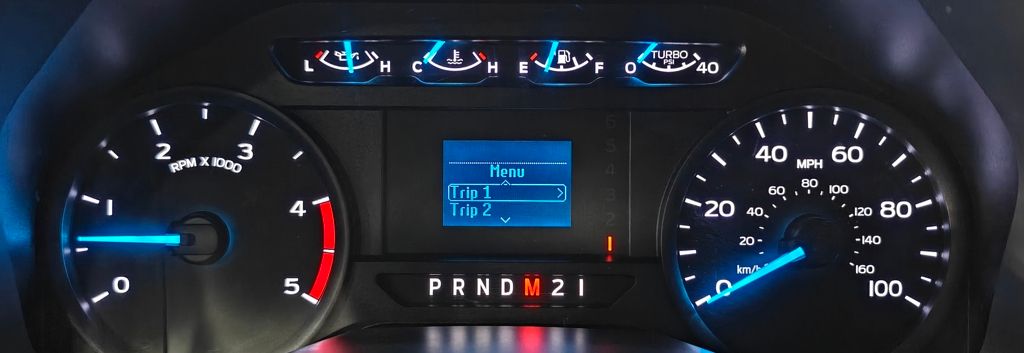 L H C H E F TURBO PSI 0 40
2 3
RPM X 1000
1 4
0 5
Menu
Trip 1 >
Trip 2
6
5
4
3
2
1
P R N D M 2 1
40 60
MPH
20 80
0 100
60 80 100
40 120
20 140
km/h 160